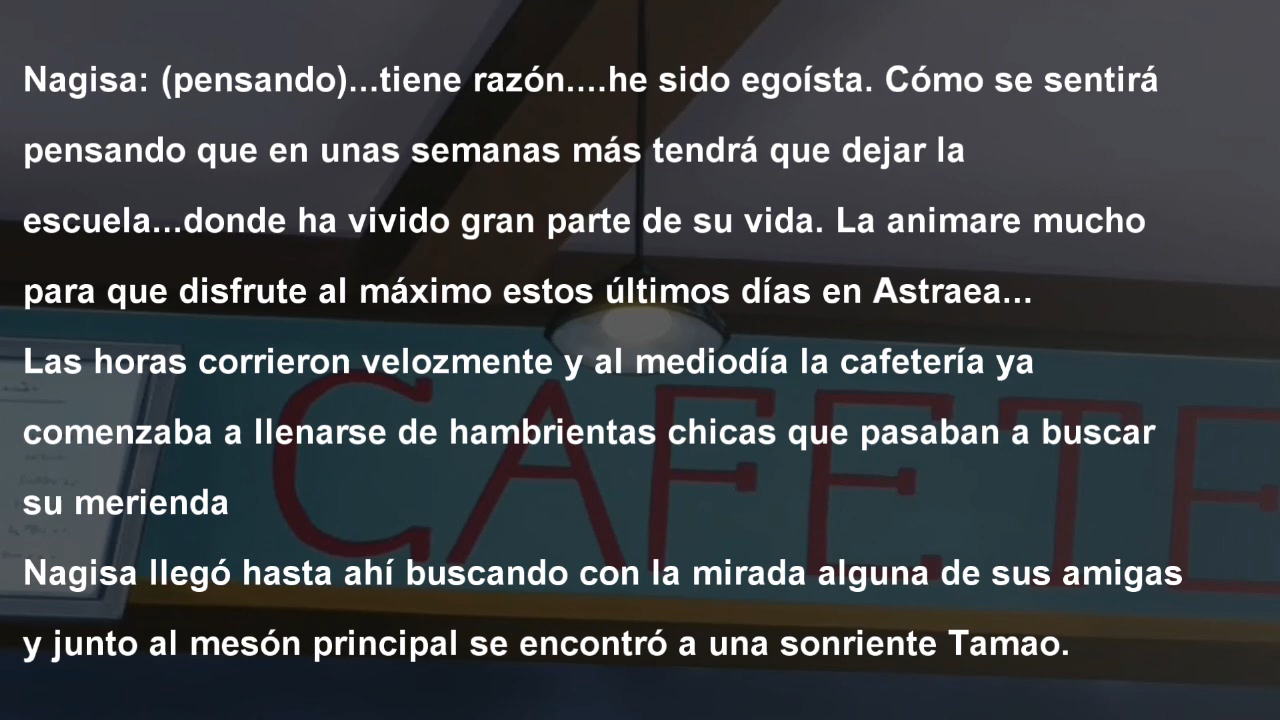 Nagisa: (pensando)...tiene razón....he sido egoísta. Cómo se sentirá
pensando que en unas semanas más tendrá que dejar la
escuela...donde ha vivido gran parte de su vida. La animare mucho
para que disfrute al máximo estos últimos días en Astraea...
Las horas corrieron velozmente y al mediodía la cafetería ya
comenzaba a llenarse de hambrientas chicas que pasaban a buscar
su merienda
Nagisa llegó hasta ahí buscando con la mirada alguna de sus amigas
y junto al mesón principal se encontró a una sonriente Tamao.
CAFETE